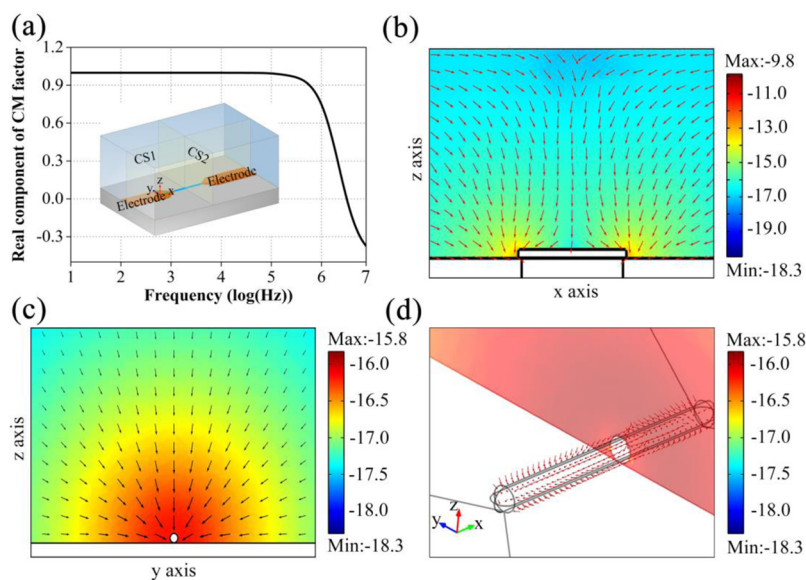 (a)
Real component of CM factor
1.2
0.9
0.6
0.3
0.0
-0.3
1 2 3 4 5 6 7
Frequency (log(Hz))
CS1
CS2
y z x
Electrode
Electrode
(b)
z axis
x axis
Max:-9.8
-11.0
-13.0
-15.0
-17.0
-19.0
Min:-18.3
(c)
z axis
y axis
Max:-15.8
-16.0
-16.5
-17.0
-17.5
-18.0
Min:-18.3
(d)
y z x
Max:-15.8
-16.0
-16.5
-17.0
-17.5
-18.0
Min:-18.3